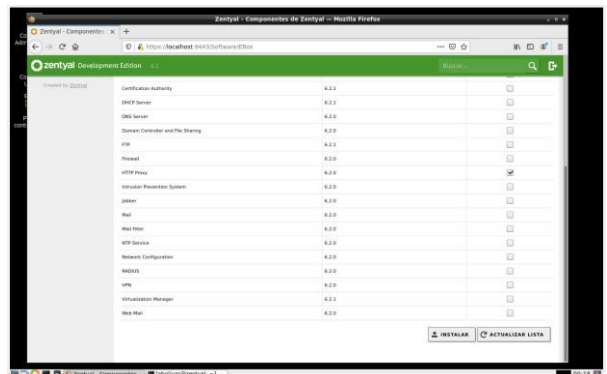 Zentyal - Componentes de Zentyal — Mozilla Firefox
Zentyal - Componentes
https://localhost:8443/Software/EBox
zentyal Development Edition 6.2
Buscar...
Created by Zentyal
Certification Authority 6.2.1
DHCP Server 6.2.1
DNS Server 6.2.0
Domain Controller and File Sharing 6.2.0
FTP 6.2.1
Firewall 6.2.0
HTTP Proxy 6.2.0
Intrusion Prevention System 6.2.0
Jabber 6.2.0
Mail 6.2.0
Mail Filter 6.2.0
NTP Service 6.2.0
Network Configuration 6.2.0
RADIUS 6.2.0
VPN 6.2.0
Virtualization Manager 6.2.1
Web Mail 6.2.0
INSTALAR
ACTUALIZAR LISTA